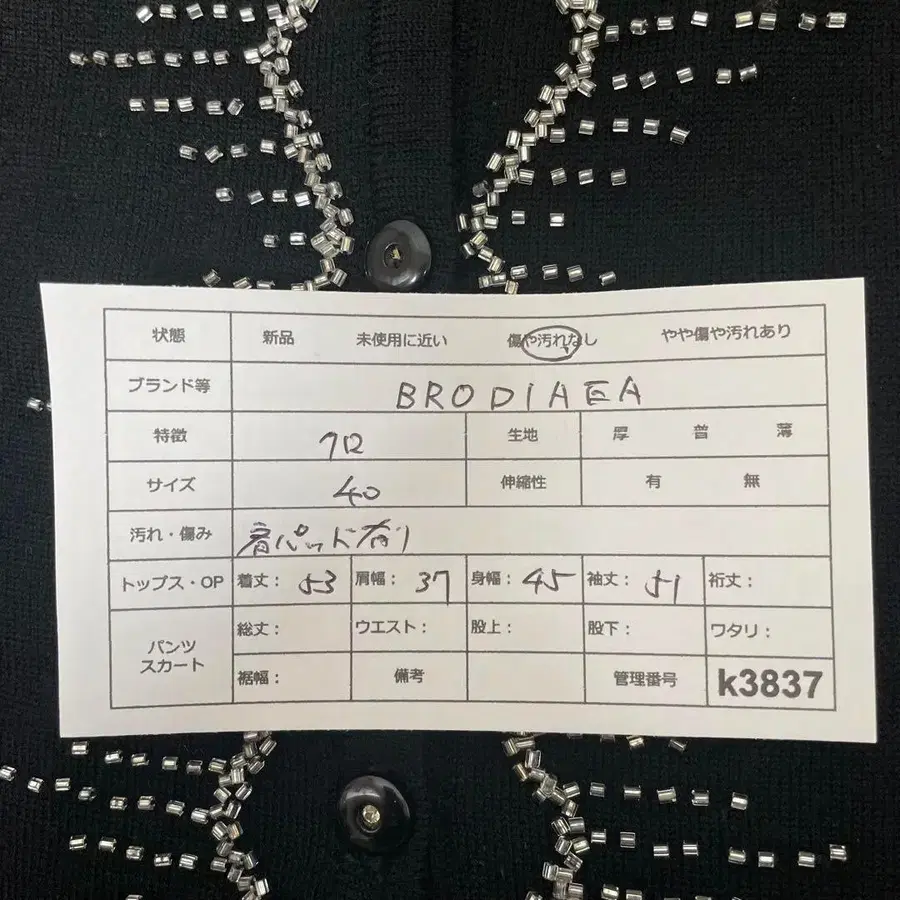 状態 新品 未使用に近い 傷や汚れなし やや傷や汚れあり
ブランド等 BRODIAEA
特徴 生地 厚 普 薄
サイズ 40 伸縮性 有 無
汚れ・傷み 肩パッド有り
トップス・OP 着丈: 53 肩幅: 37 身幅: 45 袖丈: 51 裄丈:
パンツ スカート 総丈: ウエスト: 股上: 股下: ワタリ:
裾幅: 備考 管理番号 k3837